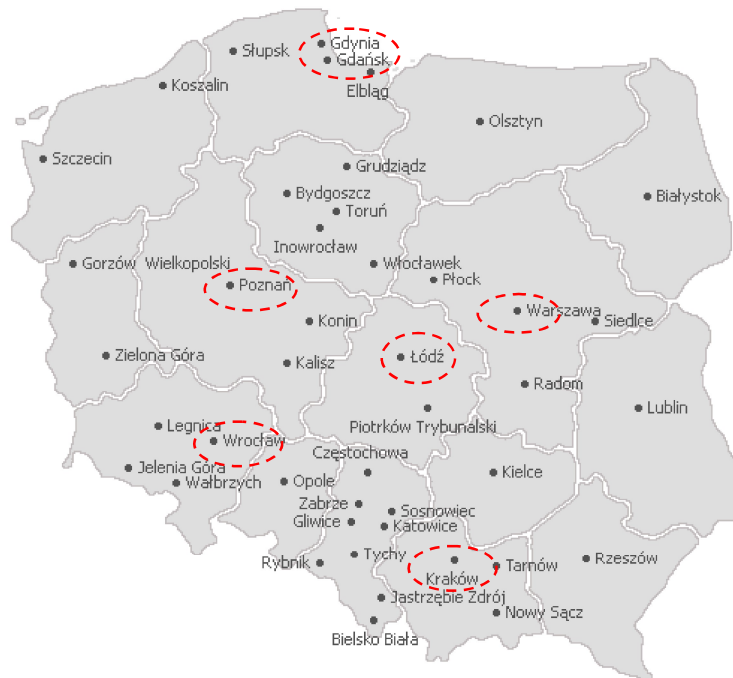 Gdynia
Słupsk
Gdańsk
Elbląg
Koszalin
Olsztyn
Szczecin
Grudziądz
Bydgoszcz
Białystok
Toruń
Inowrocław
Gorzów Wielkopolski
Włocławek
Płock
Poznań
Warszawa
Konin
Siedlce
Zielona Góra
Łódź
Kalisz
Radom
Lublin
Piotrków Trybunalski
Legnica
Wrocław
Częstochowa
Jelenia Góra
Kielce
Wałbrzych
Opole
Zabrze
Sosnowiec
Gliwice
Katowice
Tychy
Rybnik
Rzeszów
Tarnów
Kraków
Jastrzębie Zdrój
Nowy Sącz
Bielsko Biała